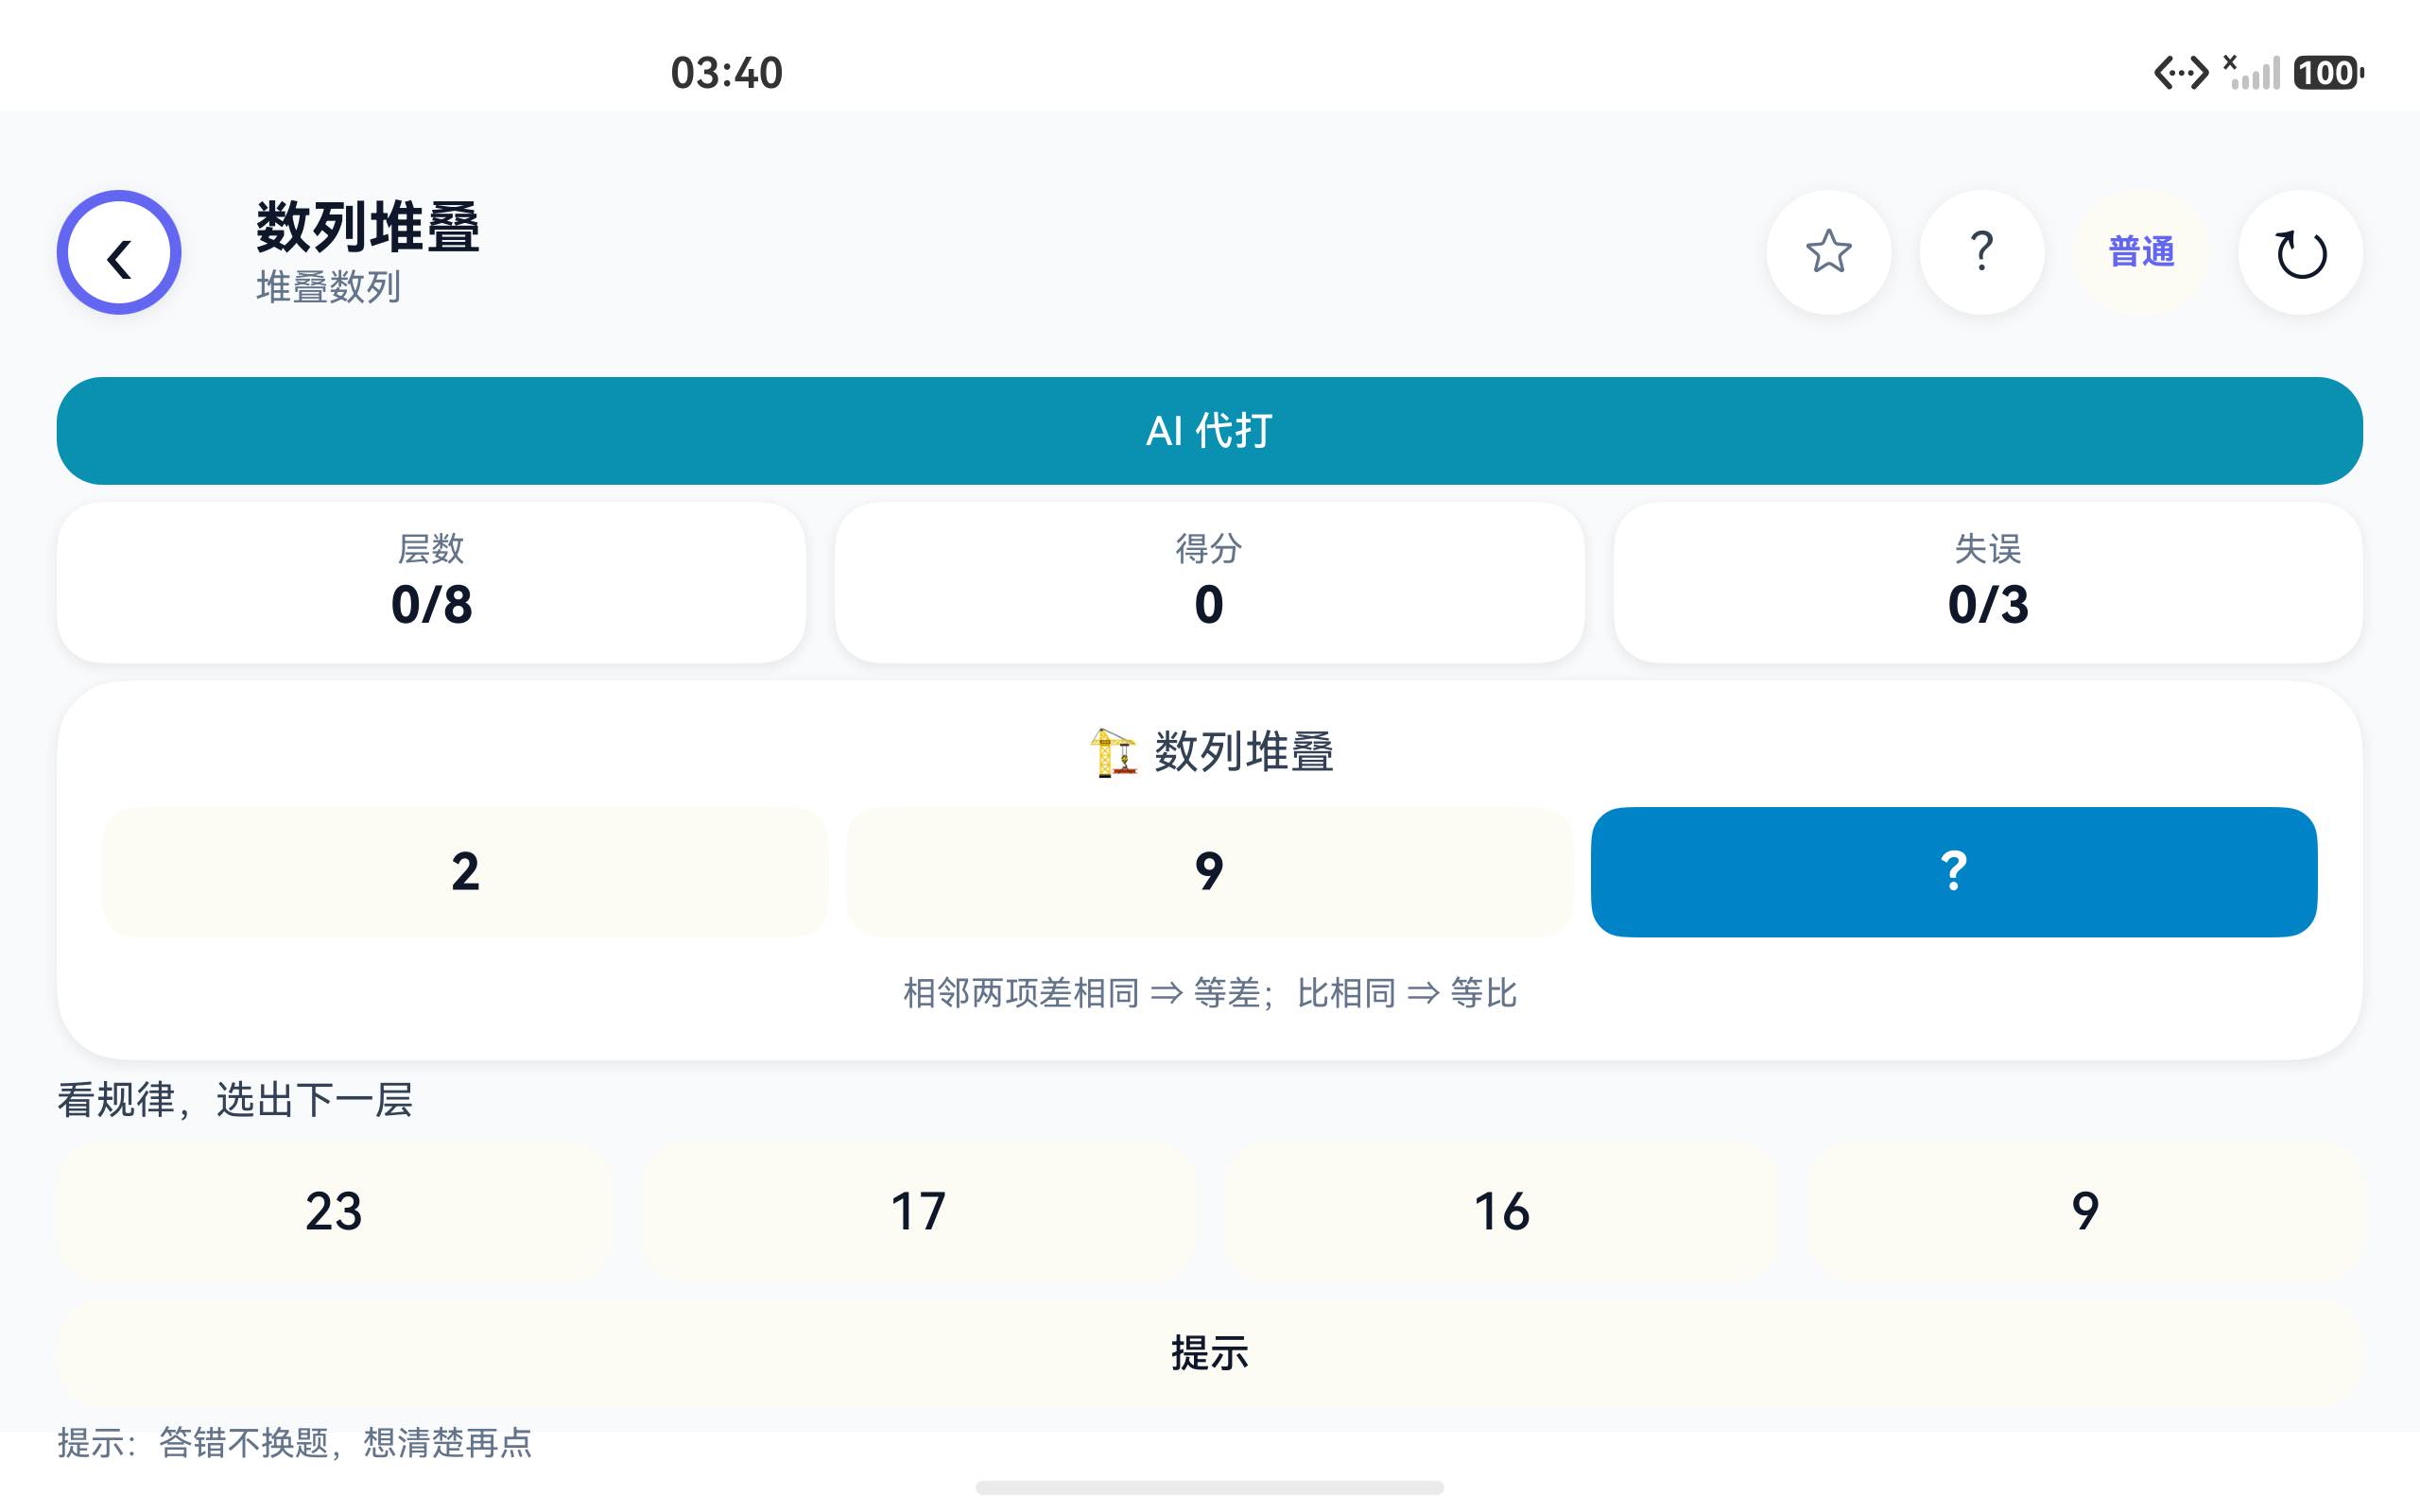 03:40
100
数列堆叠
堆叠数列
?
普通
AI 代打
层数
0/8
得分
0
失误
0/3
数列堆叠
2
9
?
相邻两项差相同 ⇒ 等差；比相同 ⇒ 等比
看规律，选出下一层
23
17
16
9
提示
提示：答错不换题，想清楚再点